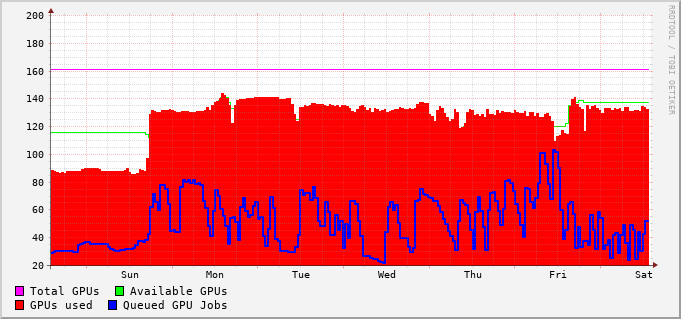 200
180
160
140
120
100
80
60
40
20
Sun Mon Tue Wed Thu Fri Sat
Total GPUs Available GPUs
GPUs used Queued GPU Jobs
RRDTOOL / TOBI OETIKER